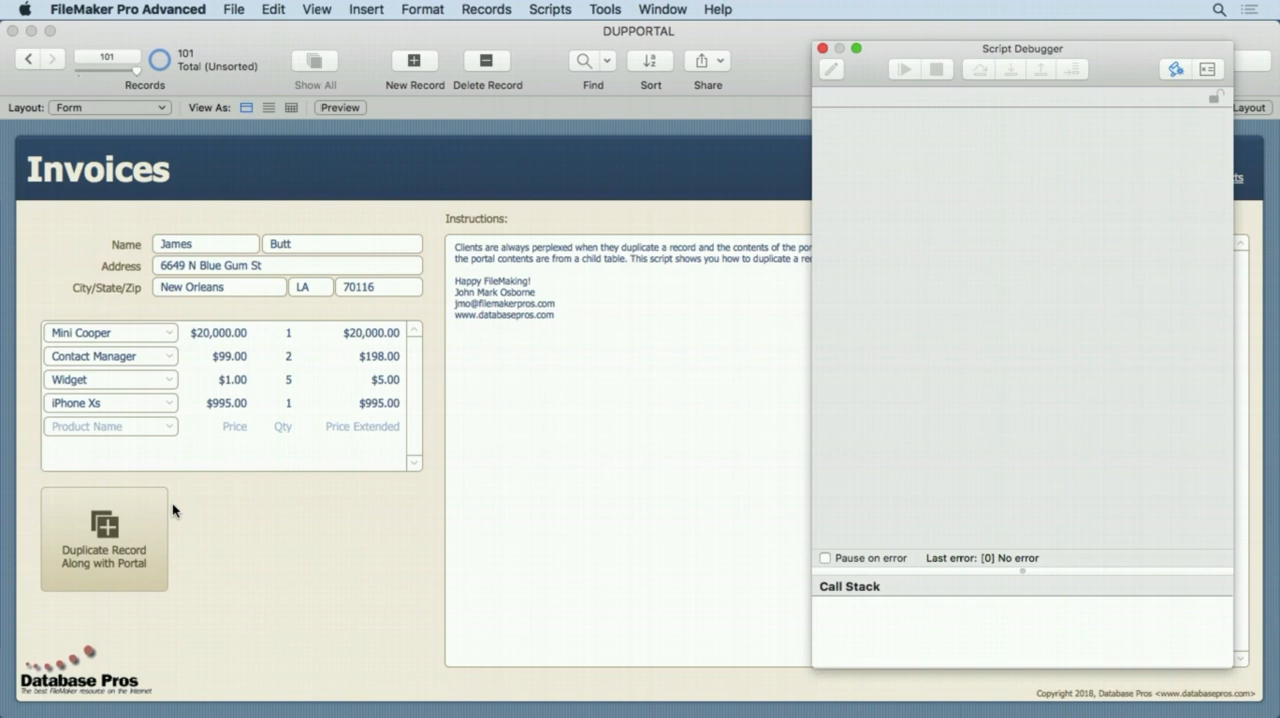 FileMaker Pro Advanced File Edit View Insert Format Records Scripts Tools Window Help
DUPPORTAL
101
101
Total (Unsorted)
Records
Show All
New Record
Delete Record
Find
Sort
Share
Layout: Form
View As:
Preview
Layout
Invoices
ts
Name James Butt
Address 6649 N Blue Gum St
City/State/Zip New Orleans LA 70116
Mini Cooper $20,000.00 1 $20,000.00
Contact Manager $99.00 2 $198.00
Widget $1.00 5 $5.00
iPhone Xs $995.00 1 $995.00
Product Name Price Qty Price Extended
Duplicate Record
Along with Portal
Instructions:
Clients are always perplexed when they duplicate a record and the contents of the por
the portal contents are from a child table. This script shows you how to duplicate a re
Happy FileMaking!
John Mark Osborne
jmo@filemakerpros.com
www.databasepros.com
Script Debugger
Pause on error Last error: [0] No error
Call Stack
Database Pros
The best FileMaker resource on the Internet
Copyright 2018, Database Pros <www.databasepros.com>